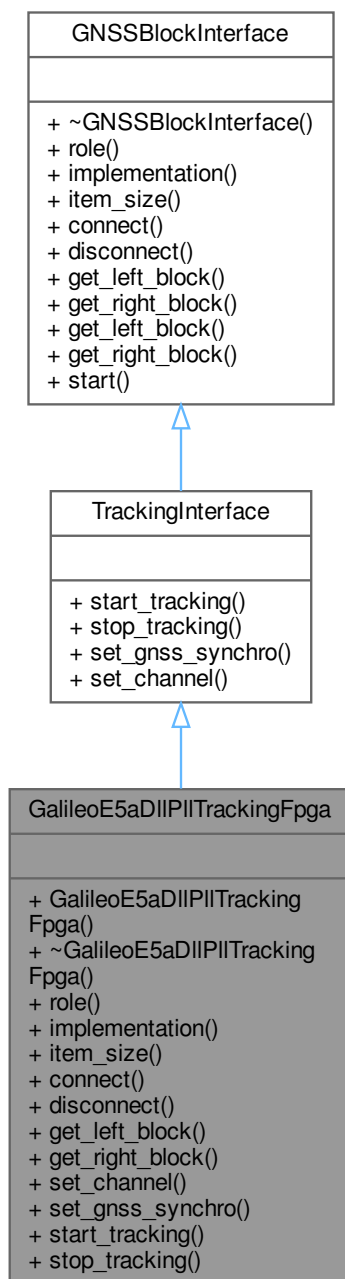 GNSSBlockInterface
+ ~GNSSBlockInterface()
+ role()
+ implementation()
+ item_size()
+ connect()
+ disconnect()
+ get_left_block()
+ get_right_block()
+ get_left_block()
+ get_right_block()
+ start()
TrackingInterface
+ start_tracking()
+ stop_tracking()
+ set_gnss_synchro()
+ set_channel()
GalileoE5aDllPllTrackingFpga
+ GalileoE5aDllPllTracking
Fpga()
+ ~GalileoE5aDllPllTracking
Fpga()
+ role()
+ implementation()
+ item_size()
+ connect()
+ disconnect()
+ get_left_block()
+ get_right_block()
+ set_channel()
+ set_gnss_synchro()
+ start_tracking()
+ stop_tracking()